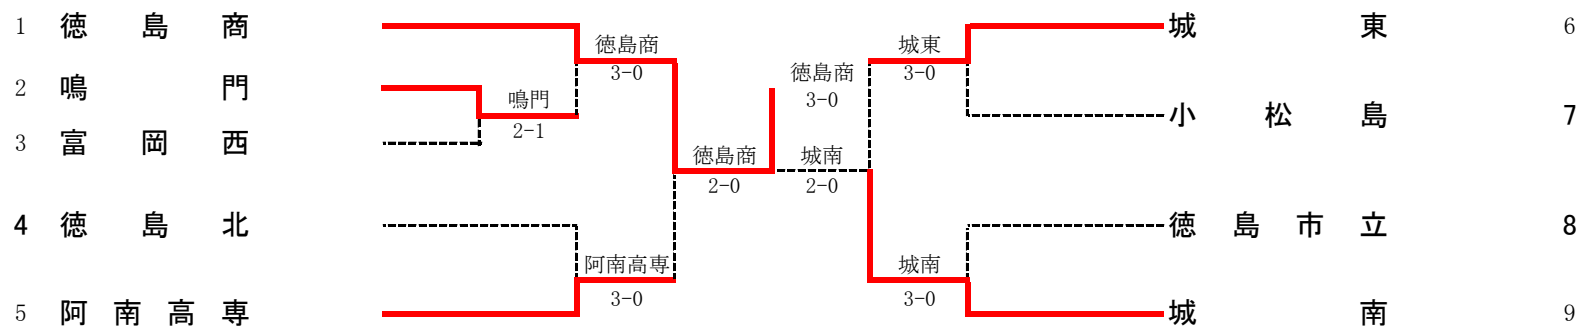 1 徳島商
2 鳴門
3 富岡西
4 徳島北
5 阿南高専
徳島商
3-0
鳴門
2-1
阿南高専
3-0
徳島商
2-0
徳島商
3-0
城南
2-0
城東
3-0
城南
3-0
城東 6
小松島 7
徳島市立 8
城南 9